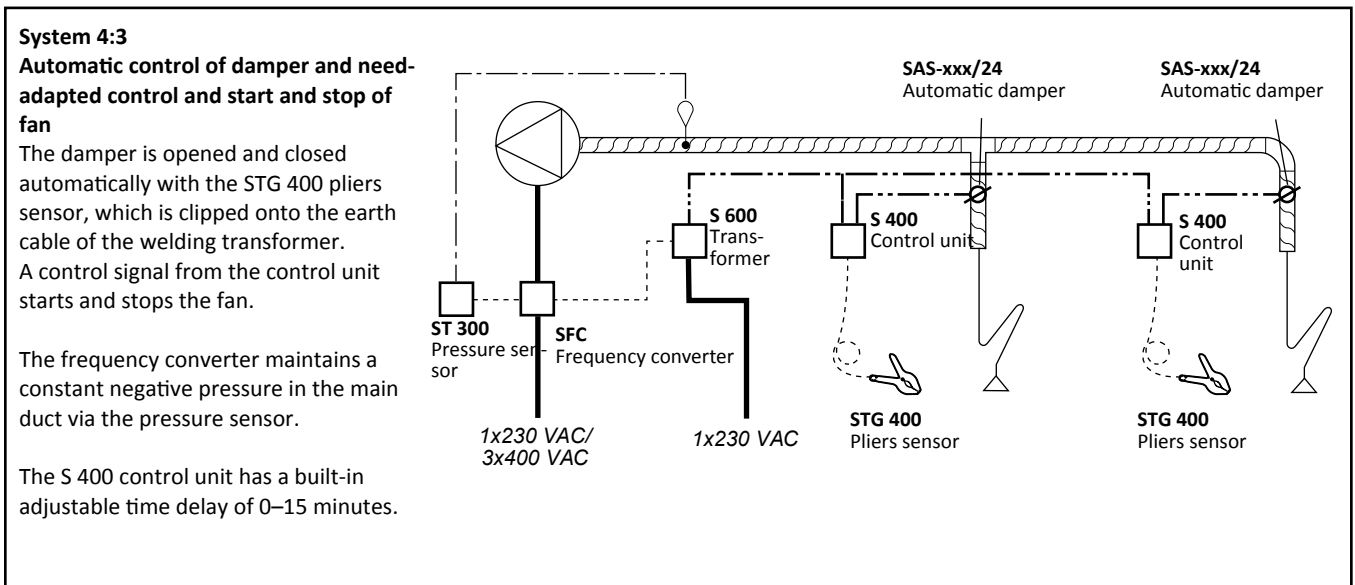 System 4:3
Automatic control of damper and need-
adapted control and start and stop of
fan
The damper is opened and closed
automatically with the STG 400 pliers
sensor, which is clipped onto the earth
cable of the welding transformer.
A control signal from the control unit
starts and stops the fan.
The frequency converter maintains a
constant negative pressure in the main
duct via the pressure sensor.
The S 400 control unit has a built-in
adjustable time delay of 0–15 minutes.
SAS-xxx/24
Automatic damper
SAS-xxx/24
Automatic damper
S 600
Trans-
former
S 400
Control unit
S 400
Control
unit
ST 300
Pressure sen-
sor
SFC
Frequency converter
STG 400
Pliers sensor
STG 400
Pliers sensor
1x230 VAC/
3x400 VAC
1x230 VAC